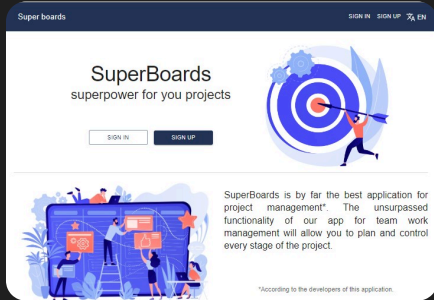 Super boards
SIGN IN SIGN UP EN
SuperBoards
superpower for you projects
SIGN IN SIGN UP
SuperBoards is by far the best application for
project management*. The unsurpassed
functionality of our app for team work
management will allow you to plan and control
every stage of the project.
*According to the developers of this application.